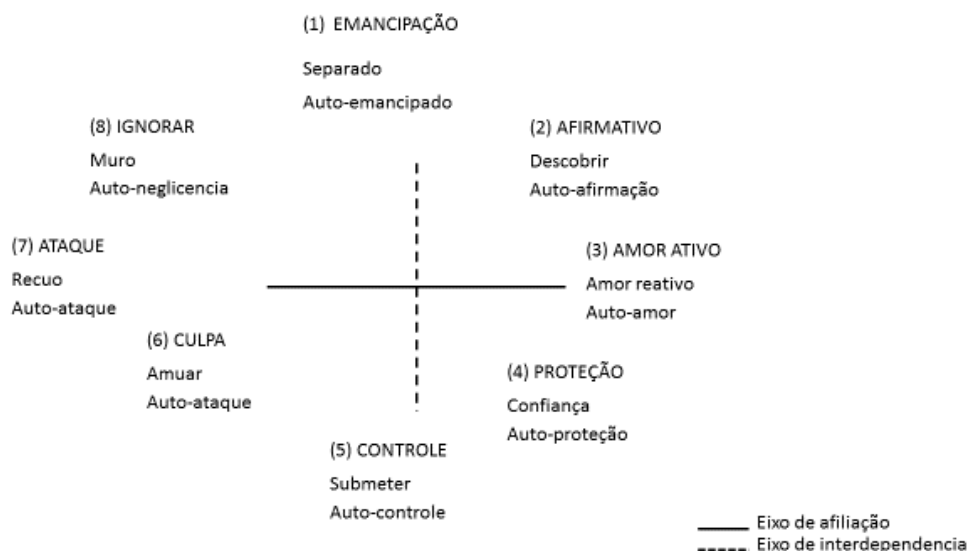 (1) EMANCIPAÇÃO
Separado
Auto-emancipado
(8) IGNORAR
Muro
Auto-neglicencia
(2) AFIRMATIVO
Descobrir
Auto-afirmação
(7) ATAQUE
Recuo
Auto-ataque
(3) AMOR ATIVO
Amor reativo
Auto-amor
(6) CULPA
Amuar
Auto-ataque
(4) PROTEÇÃO
Confiança
Auto-proteção
(5) CONTROLE
Submeter
Auto-controle
Eixo de afiliação
Eixo de interdependencia